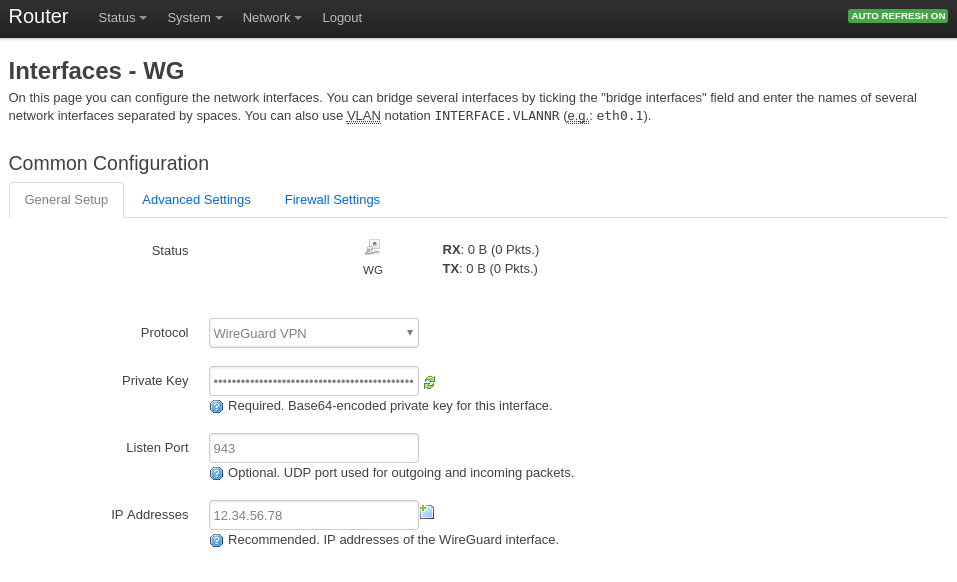 Router Status System Network Logout AUTO REFRESH ON
Interfaces - WG
On this page you can configure the network interfaces. You can bridge several interfaces by ticking the "bridge interfaces" field and enter the names of several
network interfaces separated by spaces. You can also use VLAN notation INTERFACE.VLANNR (e.g.: eth0.1).
Common Configuration
General Setup Advanced Settings Firewall Settings
Status
WG
RX: 0 B (0 Pkts.)
TX: 0 B (0 Pkts.)
Protocol WireGuard VPN
Private Key ••••••••••••••••••••••••••••••••••••••••••••
Required. Base64-encoded private key for this interface.
Listen Port 943
Optional. UDP port used for outgoing and incoming packets.
IP Addresses 12.34.56.78
Recommended. IP addresses of the WireGuard interface.